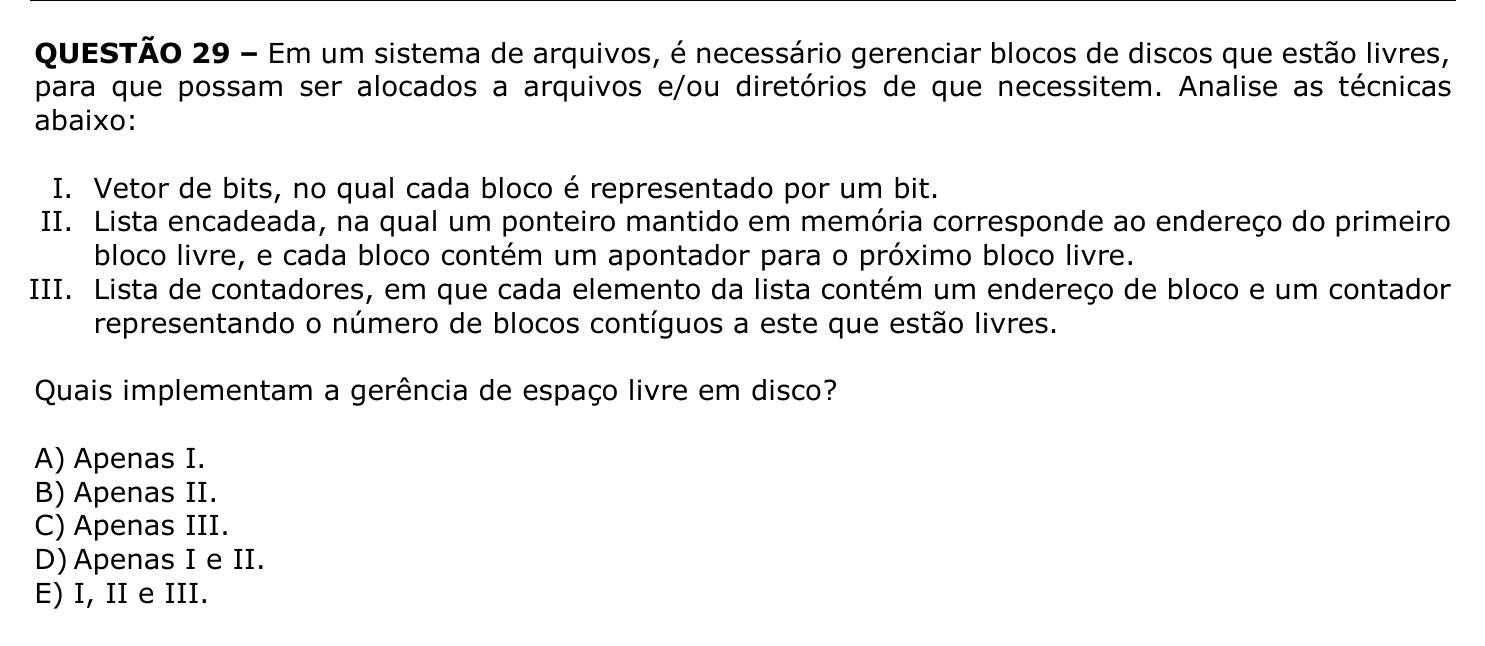 QUESTÃO 29 – Em um sistema de arquivos, é necessário gerenciar blocos de discos que estão livres,
para que possam ser alocados a arquivos e/ou diretórios de que necessitem. Analise as técnicas
abaixo:
I. Vetor de bits, no qual cada bloco é representado por um bit.
II. Lista encadeada, na qual um ponteiro mantido em memória corresponde ao endereço do primeiro
bloco livre, e cada bloco contém um apontador para o próximo bloco livre.
III. Lista de contadores, em que cada elemento da lista contém um endereço de bloco e um contador
representando o número de blocos contíguos a este que estão livres.
Quais implementam a gerência de espaço livre em disco?
A) Apenas I.
B) Apenas II.
C) Apenas III.
D) Apenas I e II.
E) I, II e III.